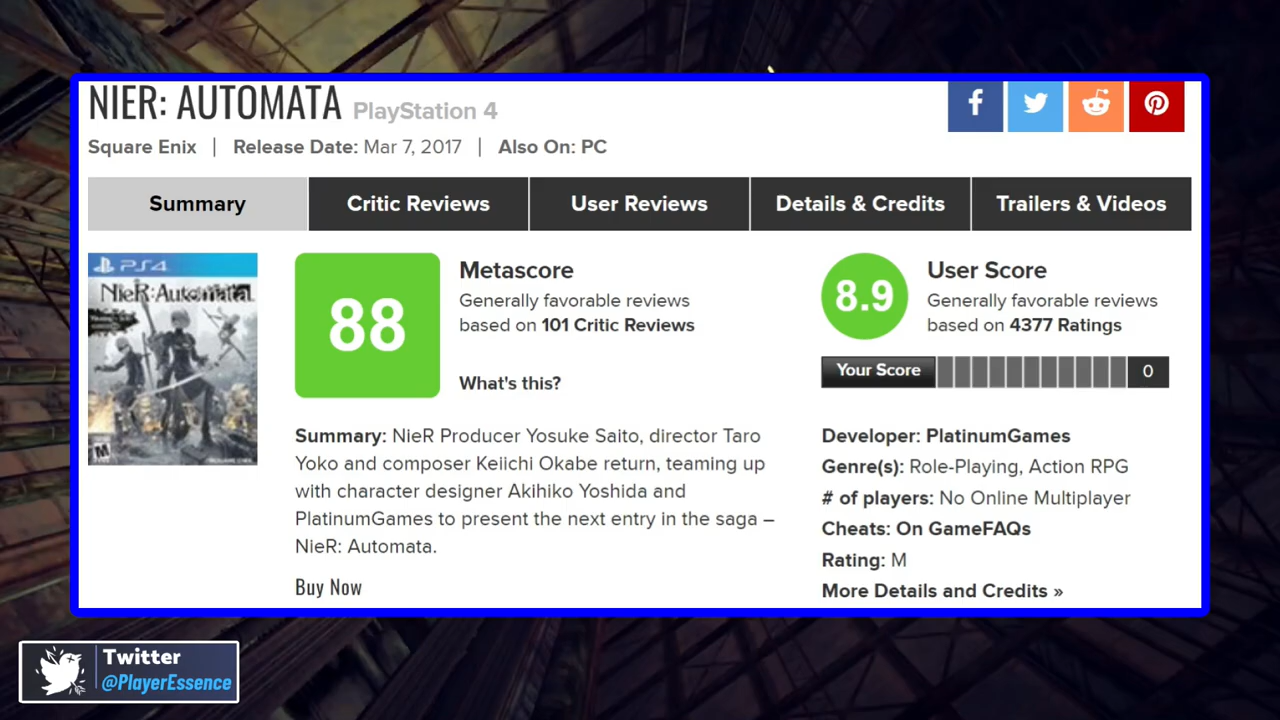 NIER: AUTOMATA PlayStation 4
Square Enix | Release Date: Mar 7, 2017 | Also On: PC
Summary Critic Reviews User Reviews Details & Credits Trailers & Videos
PS4
NieR:Automata
M
88
Metascore
Generally favorable reviews
based on 101 Critic Reviews
What's this?
Summary: NieR Producer Yosuke Saito, director Taro
Yoko and composer Keiichi Okabe return, teaming up
with character designer Akihiko Yoshida and
PlatinumGames to present the next entry in the saga –
NieR: Automata.
Buy Now
8.9
User Score
Generally favorable reviews
based on 4377 Ratings
Your Score 0
Developer: PlatinumGames
Genre(s): Role-Playing, Action RPG
# of players: No Online Multiplayer
Cheats: On GameFAQs
Rating: M
More Details and Credits »
Twitter
@PlayerEssence